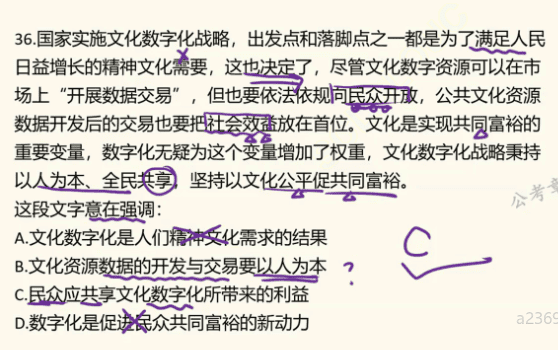 36.国家实施文化数字化战略，出发点和落脚点之一都是为了满足人民
日益增长的精神文化需要，这也决定了，尽管文化数字资源可以在市
场上“开展数据交易”，但也要依法依规向民众开放，公共文化资源
数据开发后的交易也要把社会效益放在首位。文化是实现共同富裕的
重要变量，数字化无疑为这个变量增加了权重，文化数字化战略秉持
以人为本、全民共享，坚持以文化公平促共同富裕。
公考
这段文字意在强调：
A.文化数字化是人们精神文化需求的结果
C
B.文化资源数据的开发与交易要以人为本
?
C.民众应共享文化数字化所带来的利益
D.数字化是促进民众共同富裕的新动力
a2369